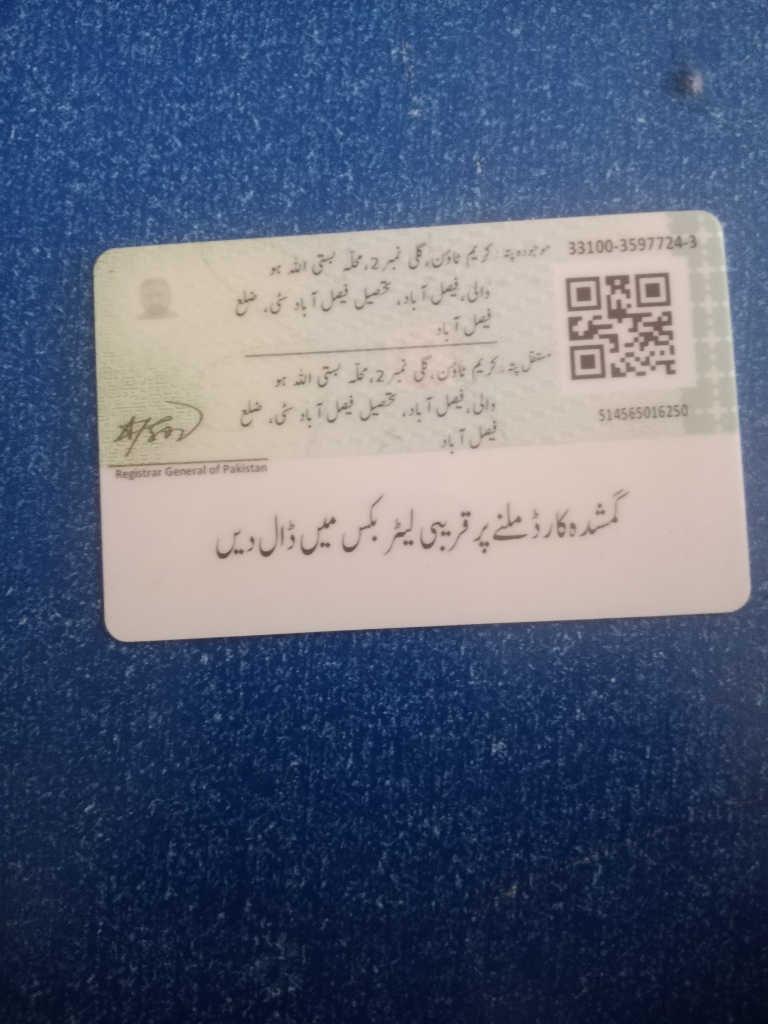 33100-3597724-3
موجودہ پتہ: کریم ٹاؤن، گلی نمبر 2، محلّہ بستی اللہ ہو
والی، فیصل آباد، تحصیل فیصل آباد سٹی، ضلع
فیصل آباد
مستقل پتہ: کریم ٹاؤن، گلی نمبر 2، محلّہ بستی اللہ ہو
والی، فیصل آباد، تحصیل فیصل آباد سٹی، ضلع
فیصل آباد
514565016250
Registrar General of Pakistan
گمشدہ کارڈ ملنے پر قریبی لیٹر بکس میں ڈال دیں